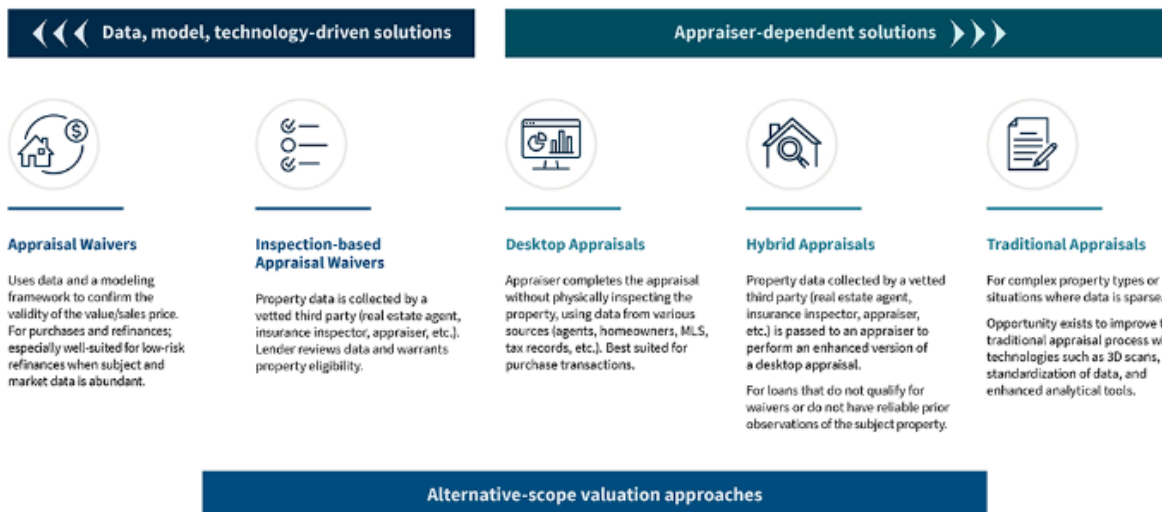 Data, model, technology-driven solutions
Appraiser-dependent solutions
Appraisal Waivers
Uses data and a modeling
framework to confirm the
validity of the value/sales price.
For purchases and refinances;
especially well-suited for low-risk
refinances when subject and
market data is abundant.
Inspection-based
Appraisal Waivers
Property data is collected by a
vetted third party (real estate agent,
insurance inspector, appraiser, etc.).
Lender reviews data and warrants
property eligibility.
Desktop Appraisals
Appraiser completes the appraisal
without physically inspecting the
property, using data from various
sources (agents, homeowners, MLS,
tax records, etc.). Best suited for
purchase transactions.
Hybrid Appraisals
Property data collected by a vetted
third party (real estate agent,
insurance inspector, appraiser,
etc.) is passed to an appraiser to
perform an enhanced version of
a desktop appraisal.
For loans that do not qualify for
waivers or do not have reliable prior
observations of the subject property.
Traditional Appraisals
For complex property types or
situations where data is sparse.
Opportunity exists to improve
traditional appraisal process
technologies such as 3D scans,
standardization of data, and
enhanced analytical tools.
Alternative-scope valuation approaches